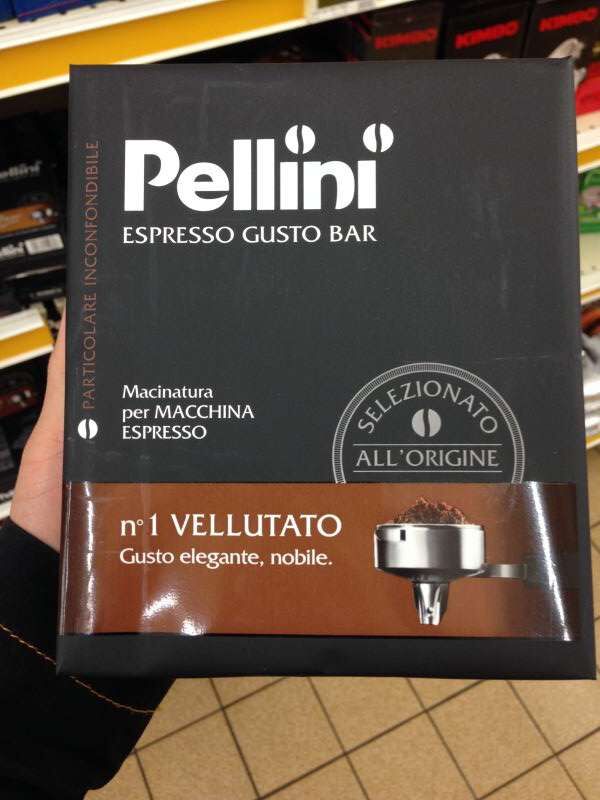 KIMBO
KIMBO
KIMBO
Pellini
ESPRESSO GUSTO BAR
PARTICOLARE INCONFONDIBILE
Macinatura
per MACCHINA
ESPRESSO
SELEZIONATO
ALL'ORIGINE
n° 1 VELLUTATO
Gusto elegante, nobile.